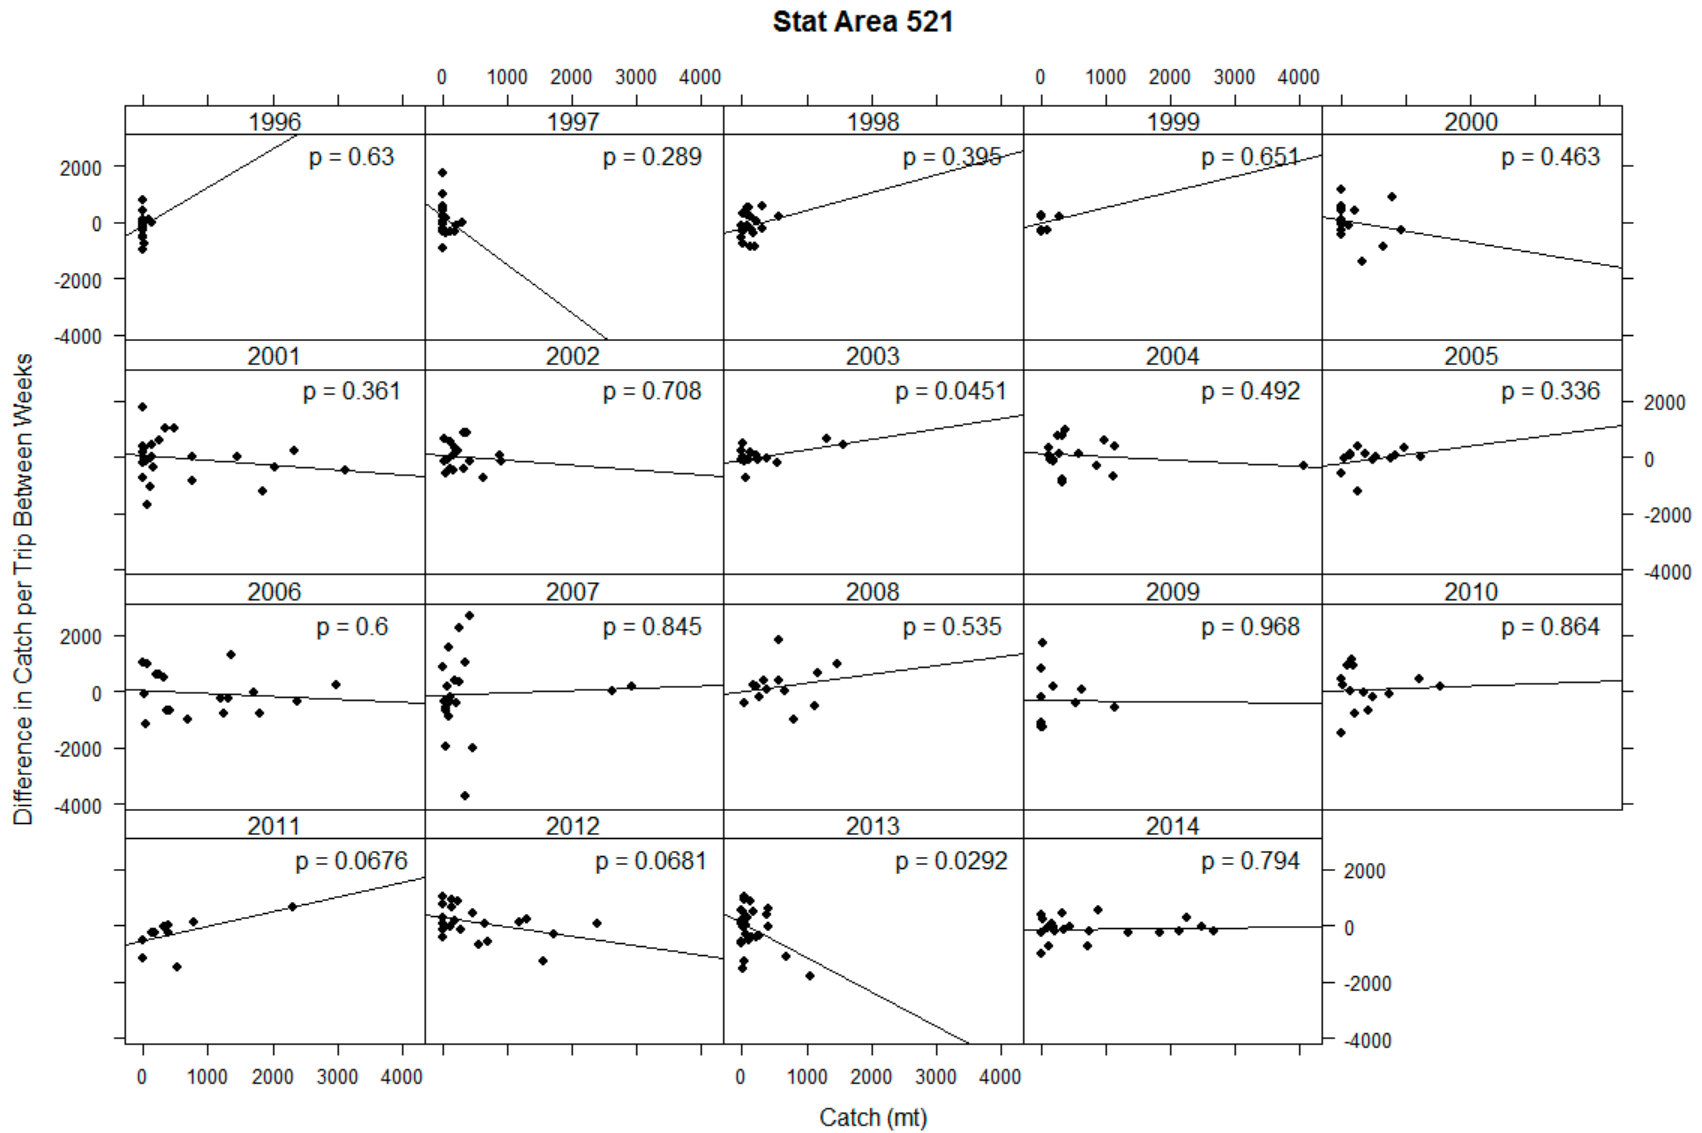 Stat Area 521
0 1000 2000 3000 4000 0 1000 2000 3000 4000
1996 1997 1998 1999 2000
p = 0.63 p = 0.289 p = 0.395 p = 0.651 p = 0.463
2000
0
-2000
-4000
2001 2002 2003 2004 2005
p = 0.361 p = 0.708 p = 0.0451 p = 0.492 p = 0.336
2000
0
-2000
-4000
Difference in Catch per Trip Between Weeks
2006 2007 2008 2009 2010
p = 0.6 p = 0.845 p = 0.535 p = 0.968 p = 0.864
2000
0
-2000
-4000
2011 2012 2013 2014
p = 0.0676 p = 0.0681 p = 0.0292 p = 0.794
2000
0
-2000
-4000
0 1000 2000 3000 4000 0 1000 2000 3000 4000
Catch (mt)